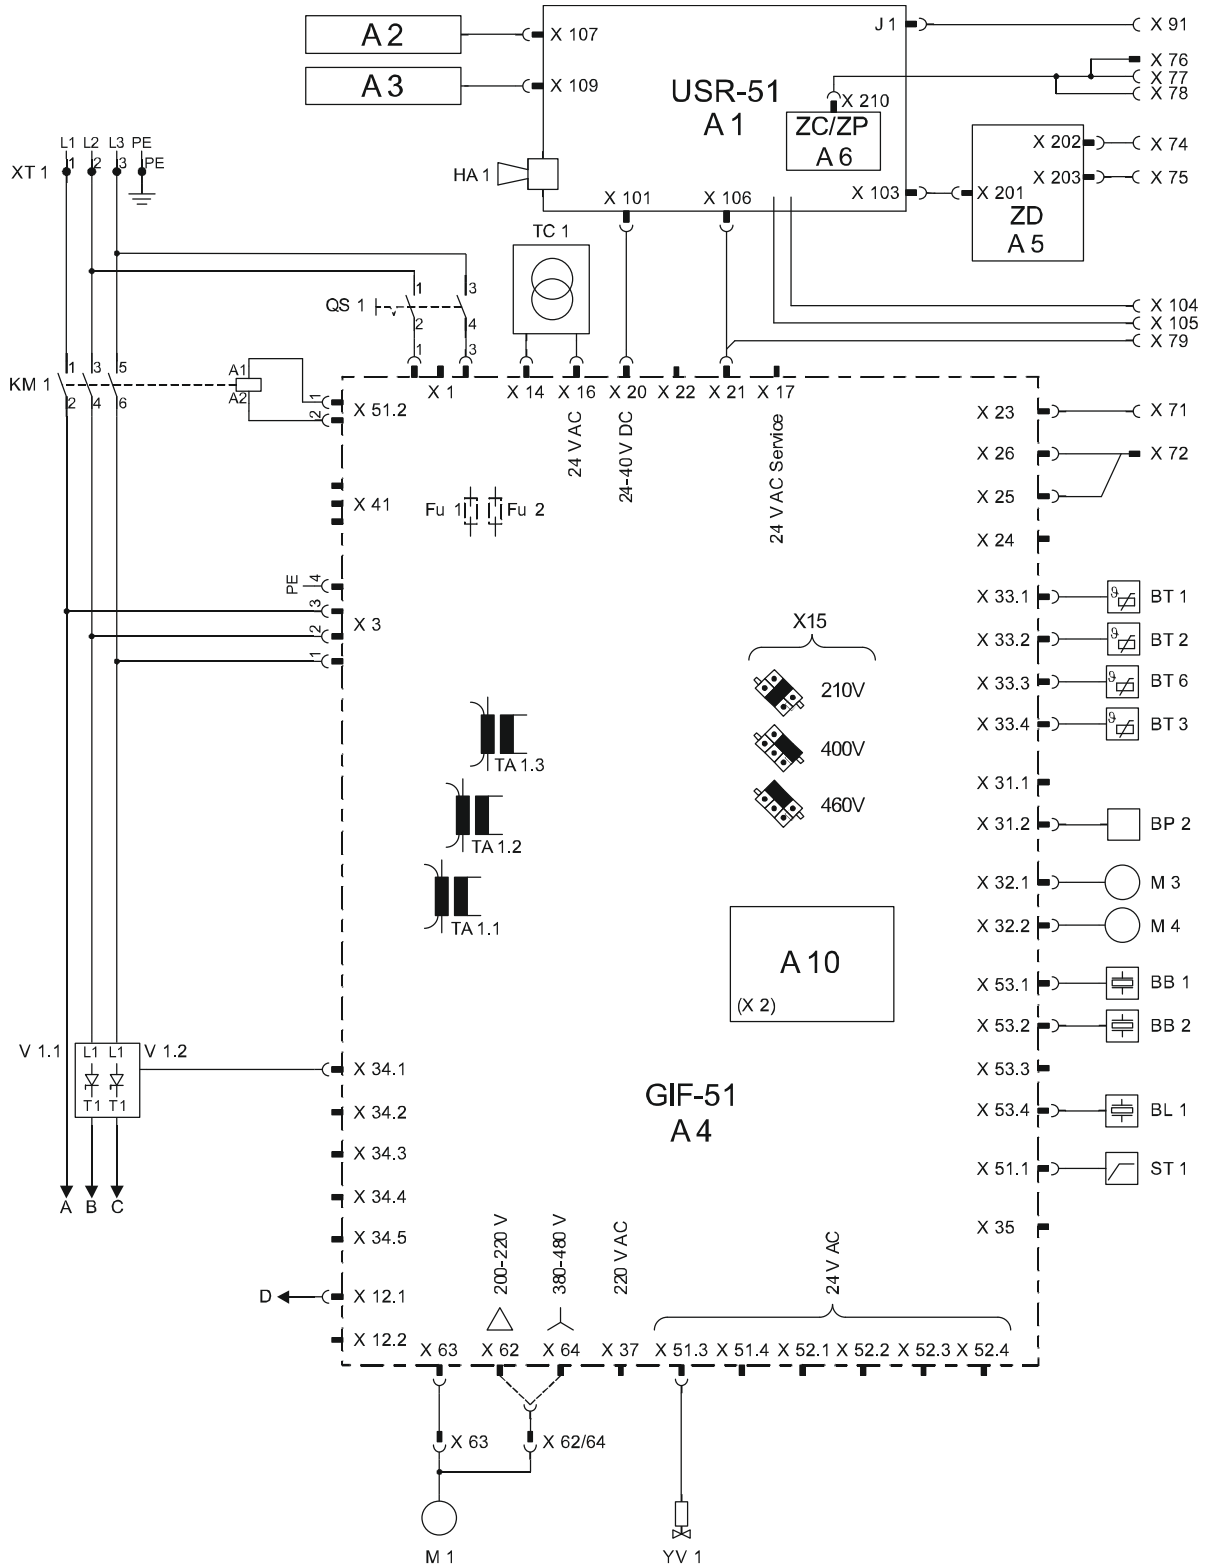 A 2
X 107
J 1
X 91
A 3
X 109
USR-51
A 1
X 76
X 77
X 78
X 210
ZC/ZP
A 6
L1 L2 L3 PE
XT 1
1 2 3 PE
HA 1
X 202
X 74
X 203
X 75
X 101
X 106
X 103
X 201
ZD
A 5
TC 1
QS 1
1 3
2 4
X 104
X 105
X 79
1 3
KM 1
1 3 5
2 4 6
A1
A2
1
2
X 51.2
X 1
X 14
X 16
X 20
X 22
X 21
X 17
24 V AC
24-40 V DC
24 V AC Service
X 23
X 71
X 26
X 72
X 25
X 24
X 41
Fu 1
Fu 2
PE
4
3
2
1
X 3
X 33.1
BT 1
X 33.2
BT 2
X 33.3
BT 6
X 33.4
BT 3
X15
210V
400V
460V
TA 1.3
TA 1.2
TA 1.1
X 31.1
X 31.2
BP 2
X 32.1
M 3
X 32.2
M 4
A 10
(X 2)
X 53.1
BB 1
X 53.2
BB 2
X 53.3
X 53.4
BL 1
X 51.1
ST 1
X 35
V 1.1
L1 L1
T1 T1
V 1.2
X 34.1
X 34.2
X 34.3
X 34.4
X 34.5
GIF-51
A 4
A B C
D
X 12.1
X 12.2
200-220 V
380-480 V
220 V AC
24 V AC
X 63
X 62
X 64
X 37
X 51.3
X 51.4
X 52.1
X 52.2
X 52.3
X 52.4
X 63
X 62/64
M 1
YV 1